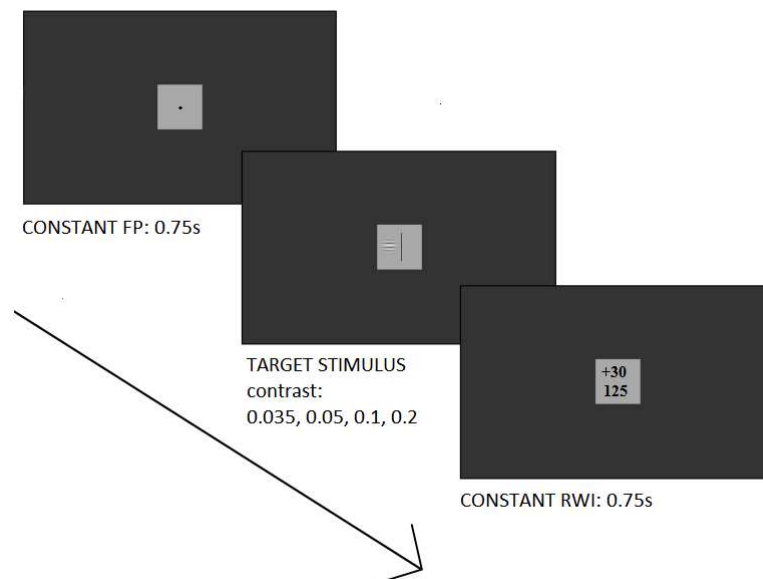 CONSTANT FP: 0.75s
TARGET STIMULUS
contrast:
0.035, 0.05, 0.1, 0.2
+30
125
CONSTANT RWI: 0.75s